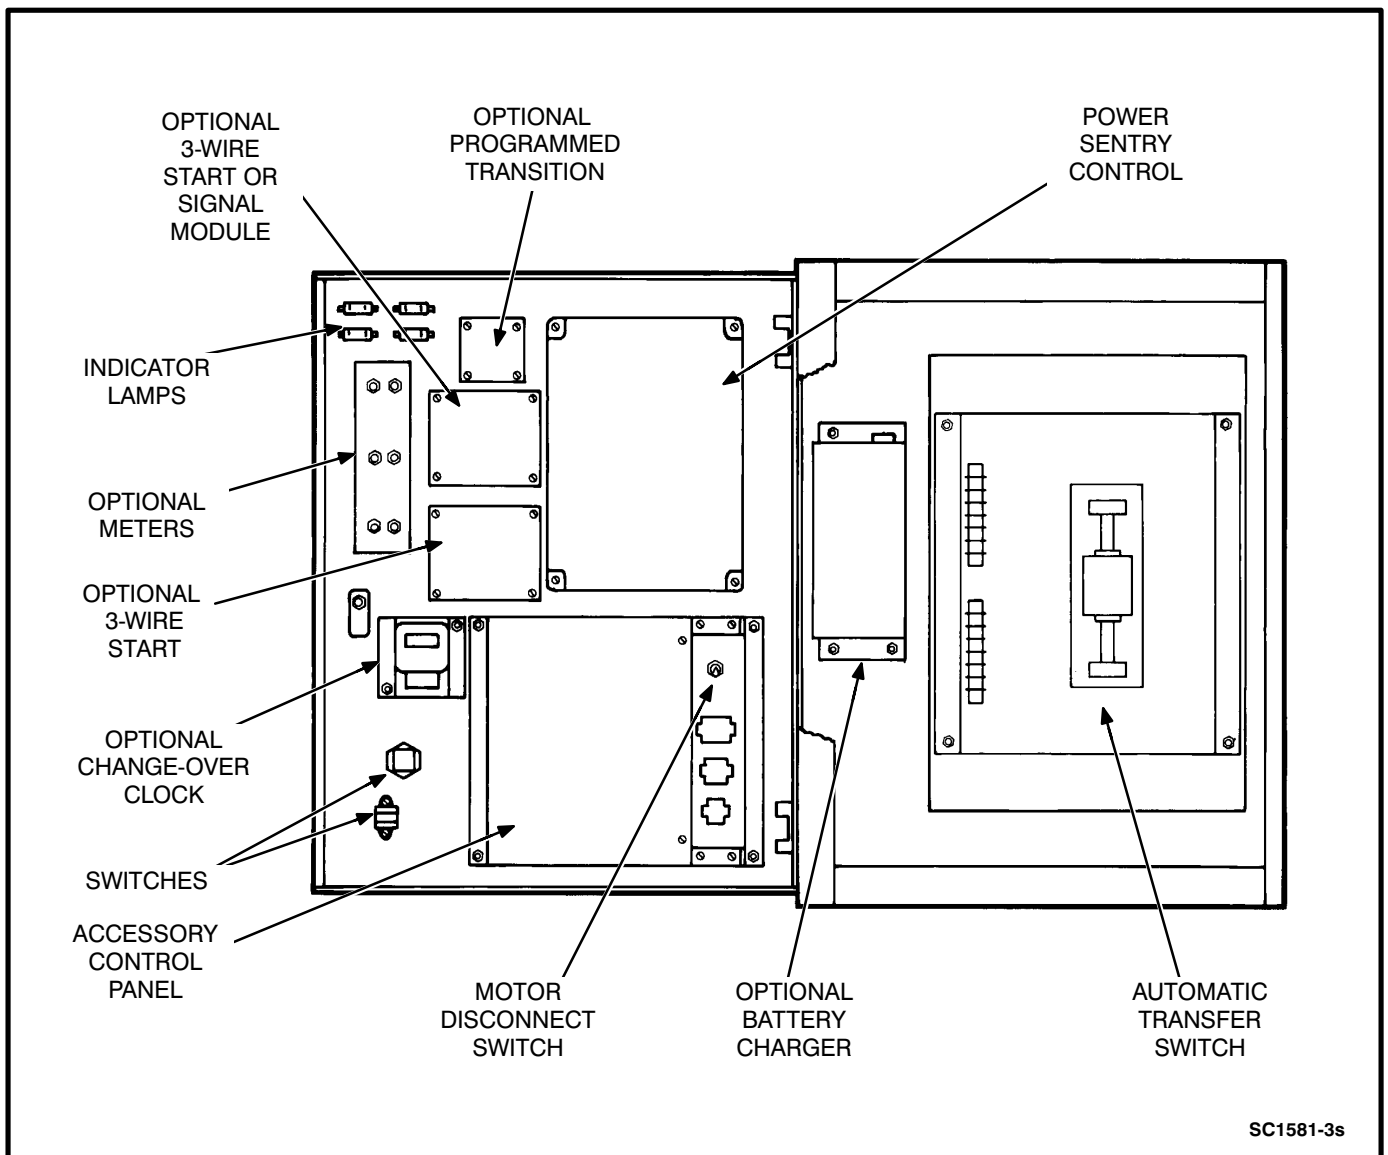 OPTIONAL
3-WIRE
START OR
SIGNAL
MODULE
OPTIONAL
PROGRAMMED
TRANSITION
POWER
SENTRY
CONTROL
INDICATOR
LAMPS
OPTIONAL
METERS
OPTIONAL
3-WIRE
START
OPTIONAL
CHANGE-OVER
CLOCK
SWITCHES
ACCESSORY
CONTROL
PANEL
MOTOR
DISCONNECT
SWITCH
OPTIONAL
BATTERY
CHARGER
AUTOMATIC
TRANSFER
SWITCH
SC1581-3s